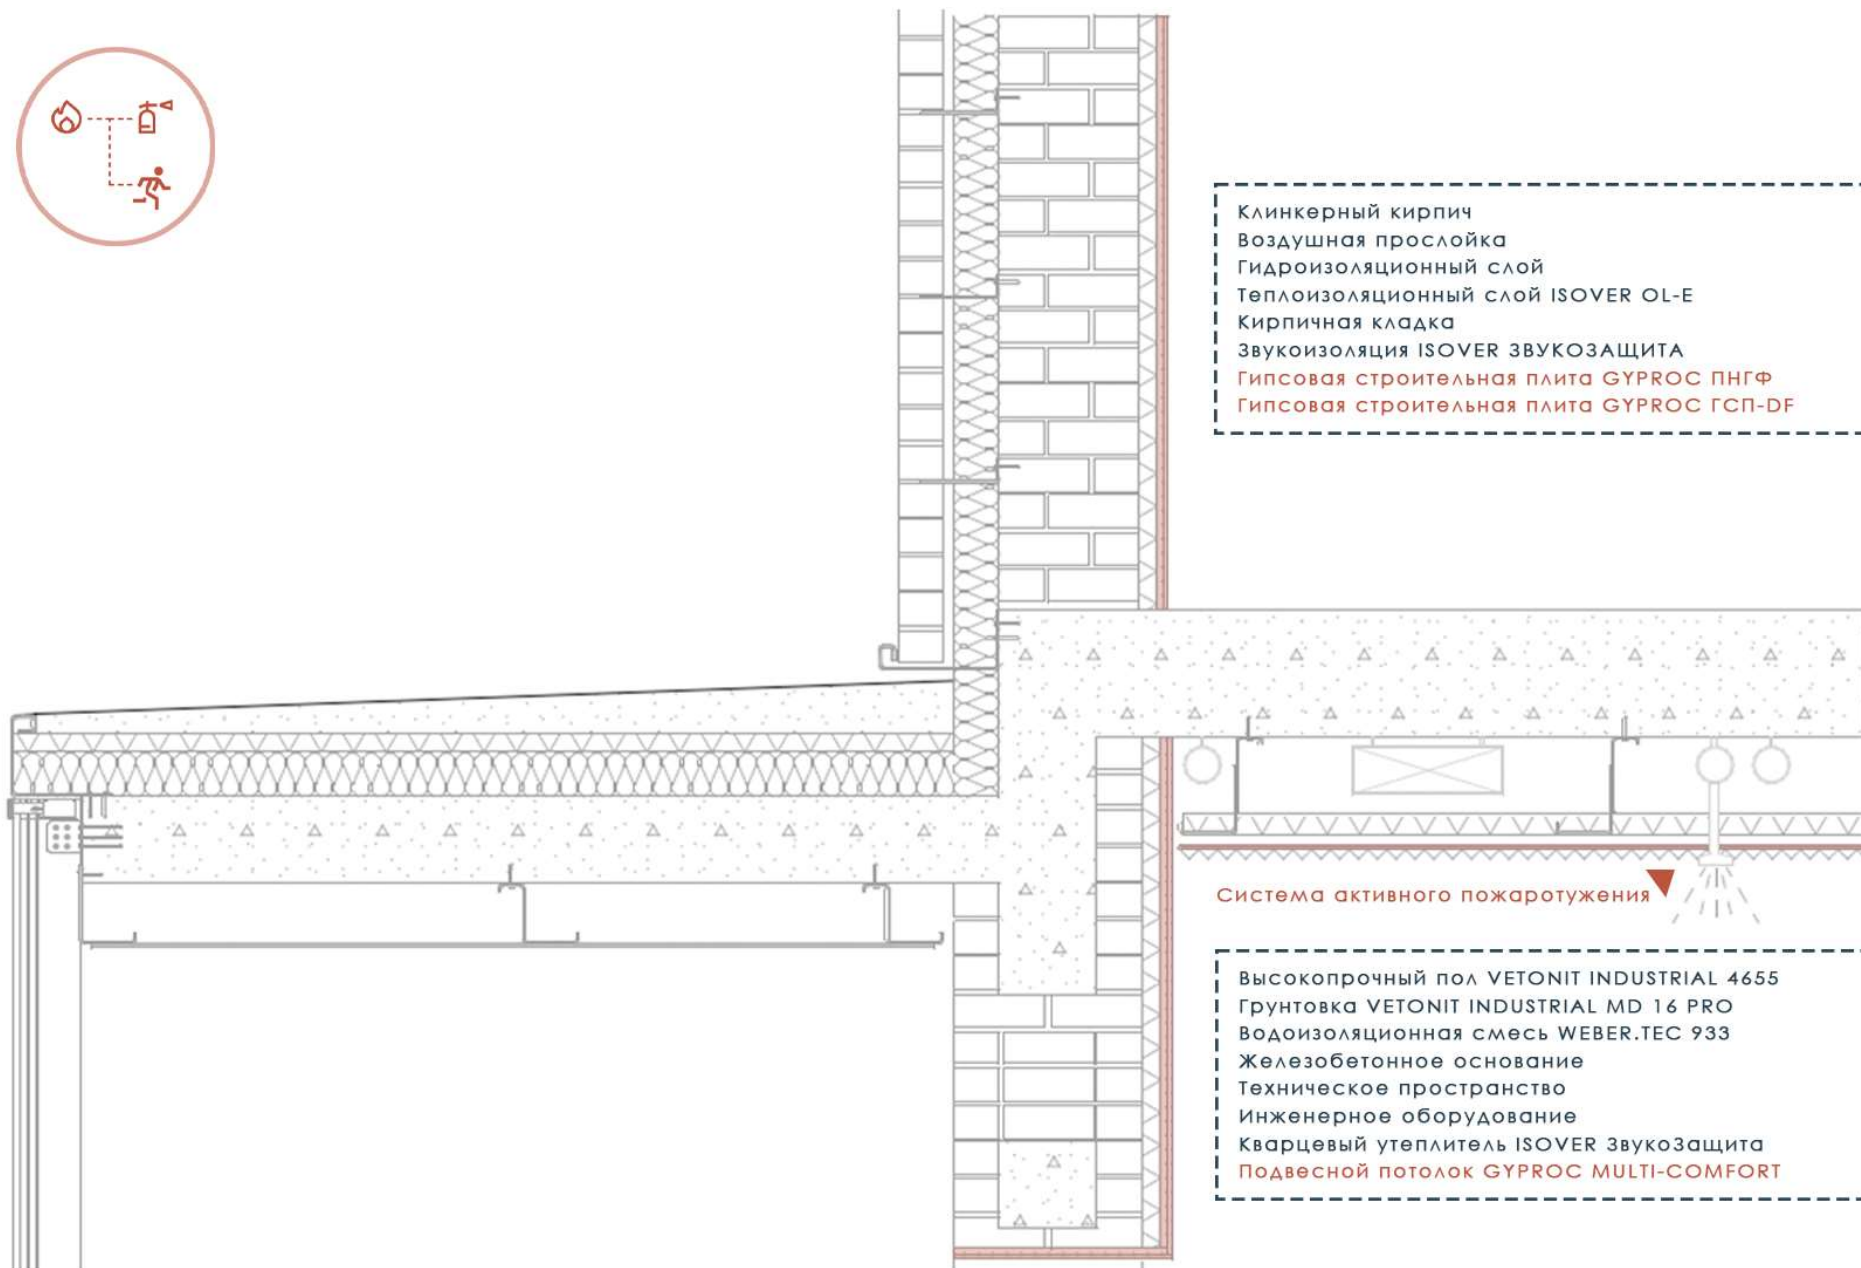 Клинкерный кирпич
Воздушная прослойка
Гидроизоляционный слой
Теплоизоляционный слой ISOVER OL-E
Кирпичная кладка
Звукоизоляция ISOVER ЗВУКОЗАЩИТА
Гипсовая строительная плита GYPROC ПНГФ
Гипсовая строительная плита GYPROC ГСП-DF
Система активного пожаротужения
Высокопрочный пол VETONIT INDUSTRIAL 4655
Грунтовка VETONIT INDUSTRIAL MD 16 PRO
Водоизоляционная смесь WEBER.TEC 933
Железобетонное основание
Техническое пространство
Инженерное оборудование
Кварцевый утеплитель ISOVER ЗвукоЗащита
Подвесной потолок GYPROC MULTI-COMFORT